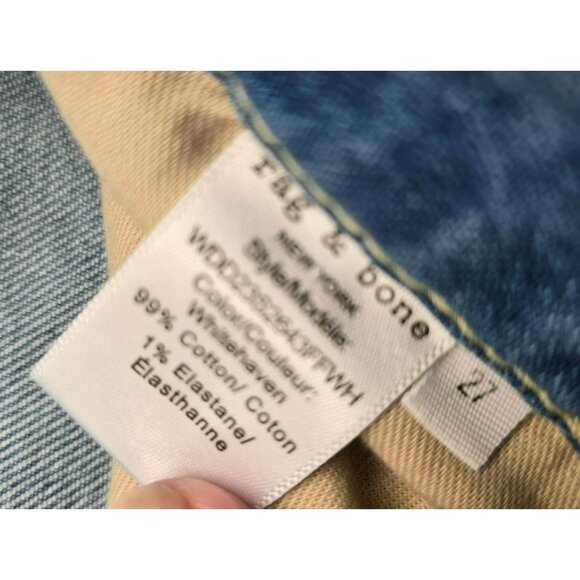 rag & bone
NEW YORK
Style/Modèle:
WDD23S2643FFWH
Color/Couleur:
Whitehaven
99% Cotton/ Coton
1% Elastane/
Élasthanne
27